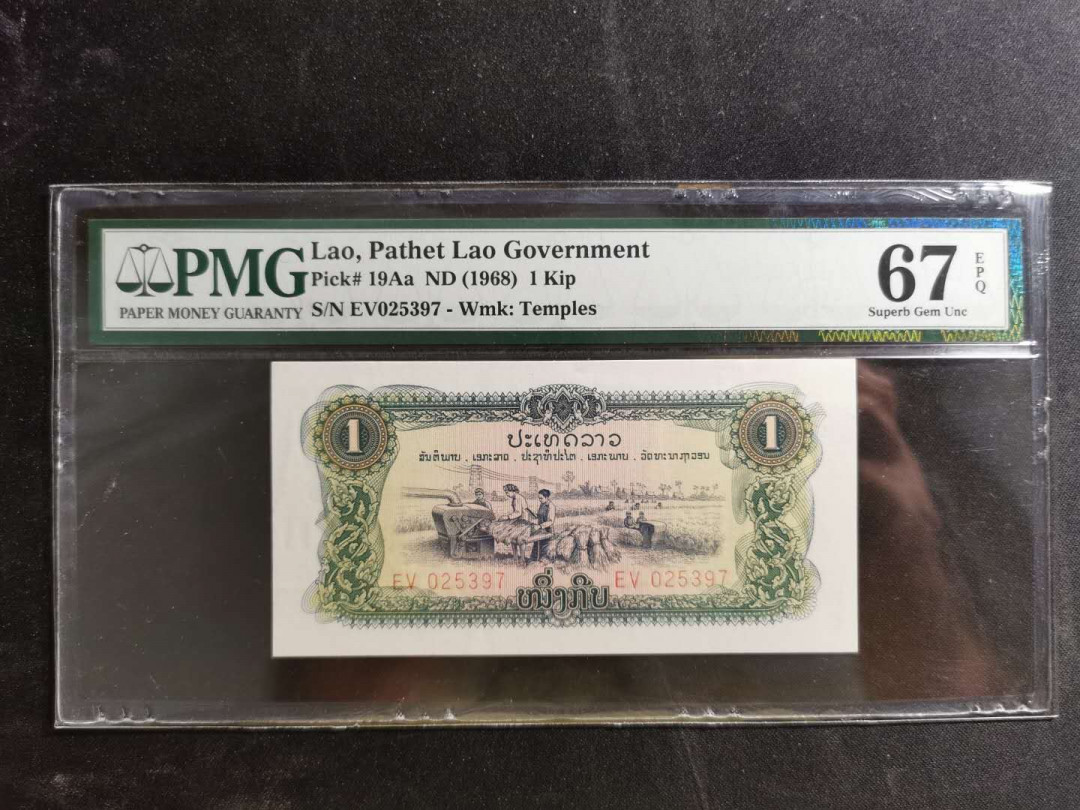 PMG
PAPER MONEY GUARANTY
Lao, Pathet Lao Government
Pick# 19Aa ND (1968) 1 Kip
S/N EV025397 - Wmk: Temples
67
EPQ
Superb Gem Unc
1
1
ປະເທດລາວ
EV 025397
EV 025397
ໜຶ່ງກີບ